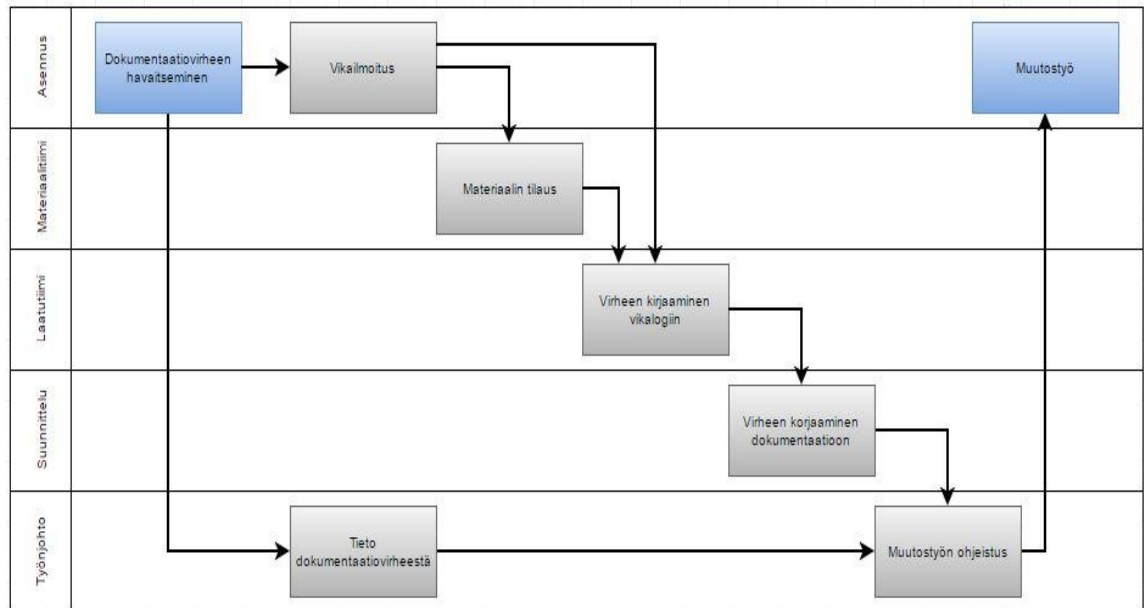 Asennus
Dokumentaatiovirheen
havaitseminen
Vikailmoitus
Muutostyö
Materiaalitiimi
Materiaalin tilaus
Laatutiimi
Virheen kirjaaminen
vikalogiin
Suunnittelu
Virheen korjaaminen
dokumentaatioon
Työnjohto
Tieto
dokumentaatiovirheestä
Muutostyön ohjeistus